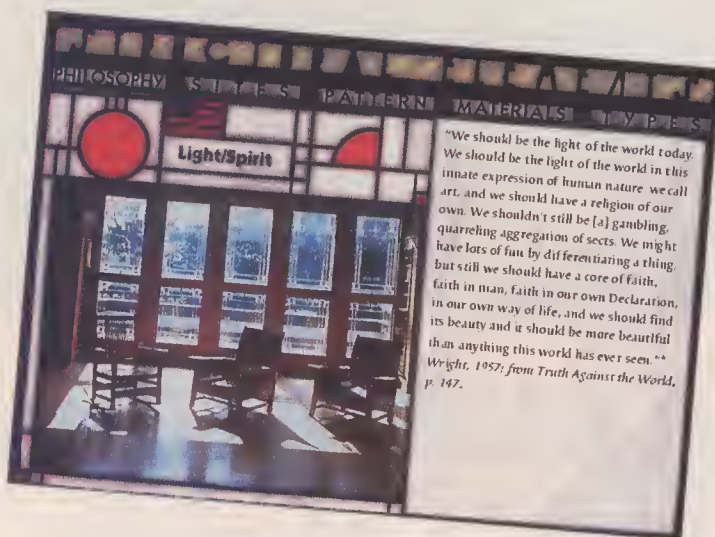 PHILOSOPHY SITES PATTERN MATERIALS TYPES
Light/Spirit
"We should be the light of the world today.
We should be the light of the world in this
innate expression of human nature we call
art, and we should have a religion of our
own. We shouldn't still be [a] gambling,
quarreling aggregation of sects. We might
have lots of fun by differentiating a thing,
but still we should have a core of faith,
faith in man, faith in our own Declaration,
in our own way of life, and we should find
its beauty and it should be more beautiful
than anything this world has ever seen."
Wright, 1957; from Truth Against the World,
p. 147.